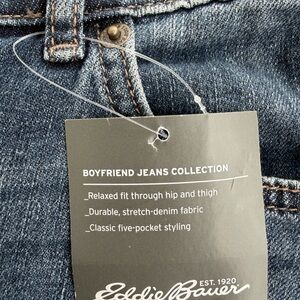 BOYFRIEND JEANS COLLECTION
_Relaxed fit through hip and thigh
_Durable, stretch-denim fabric
_Classic five-pocket styling
EST. 1920
Eddie Bauer